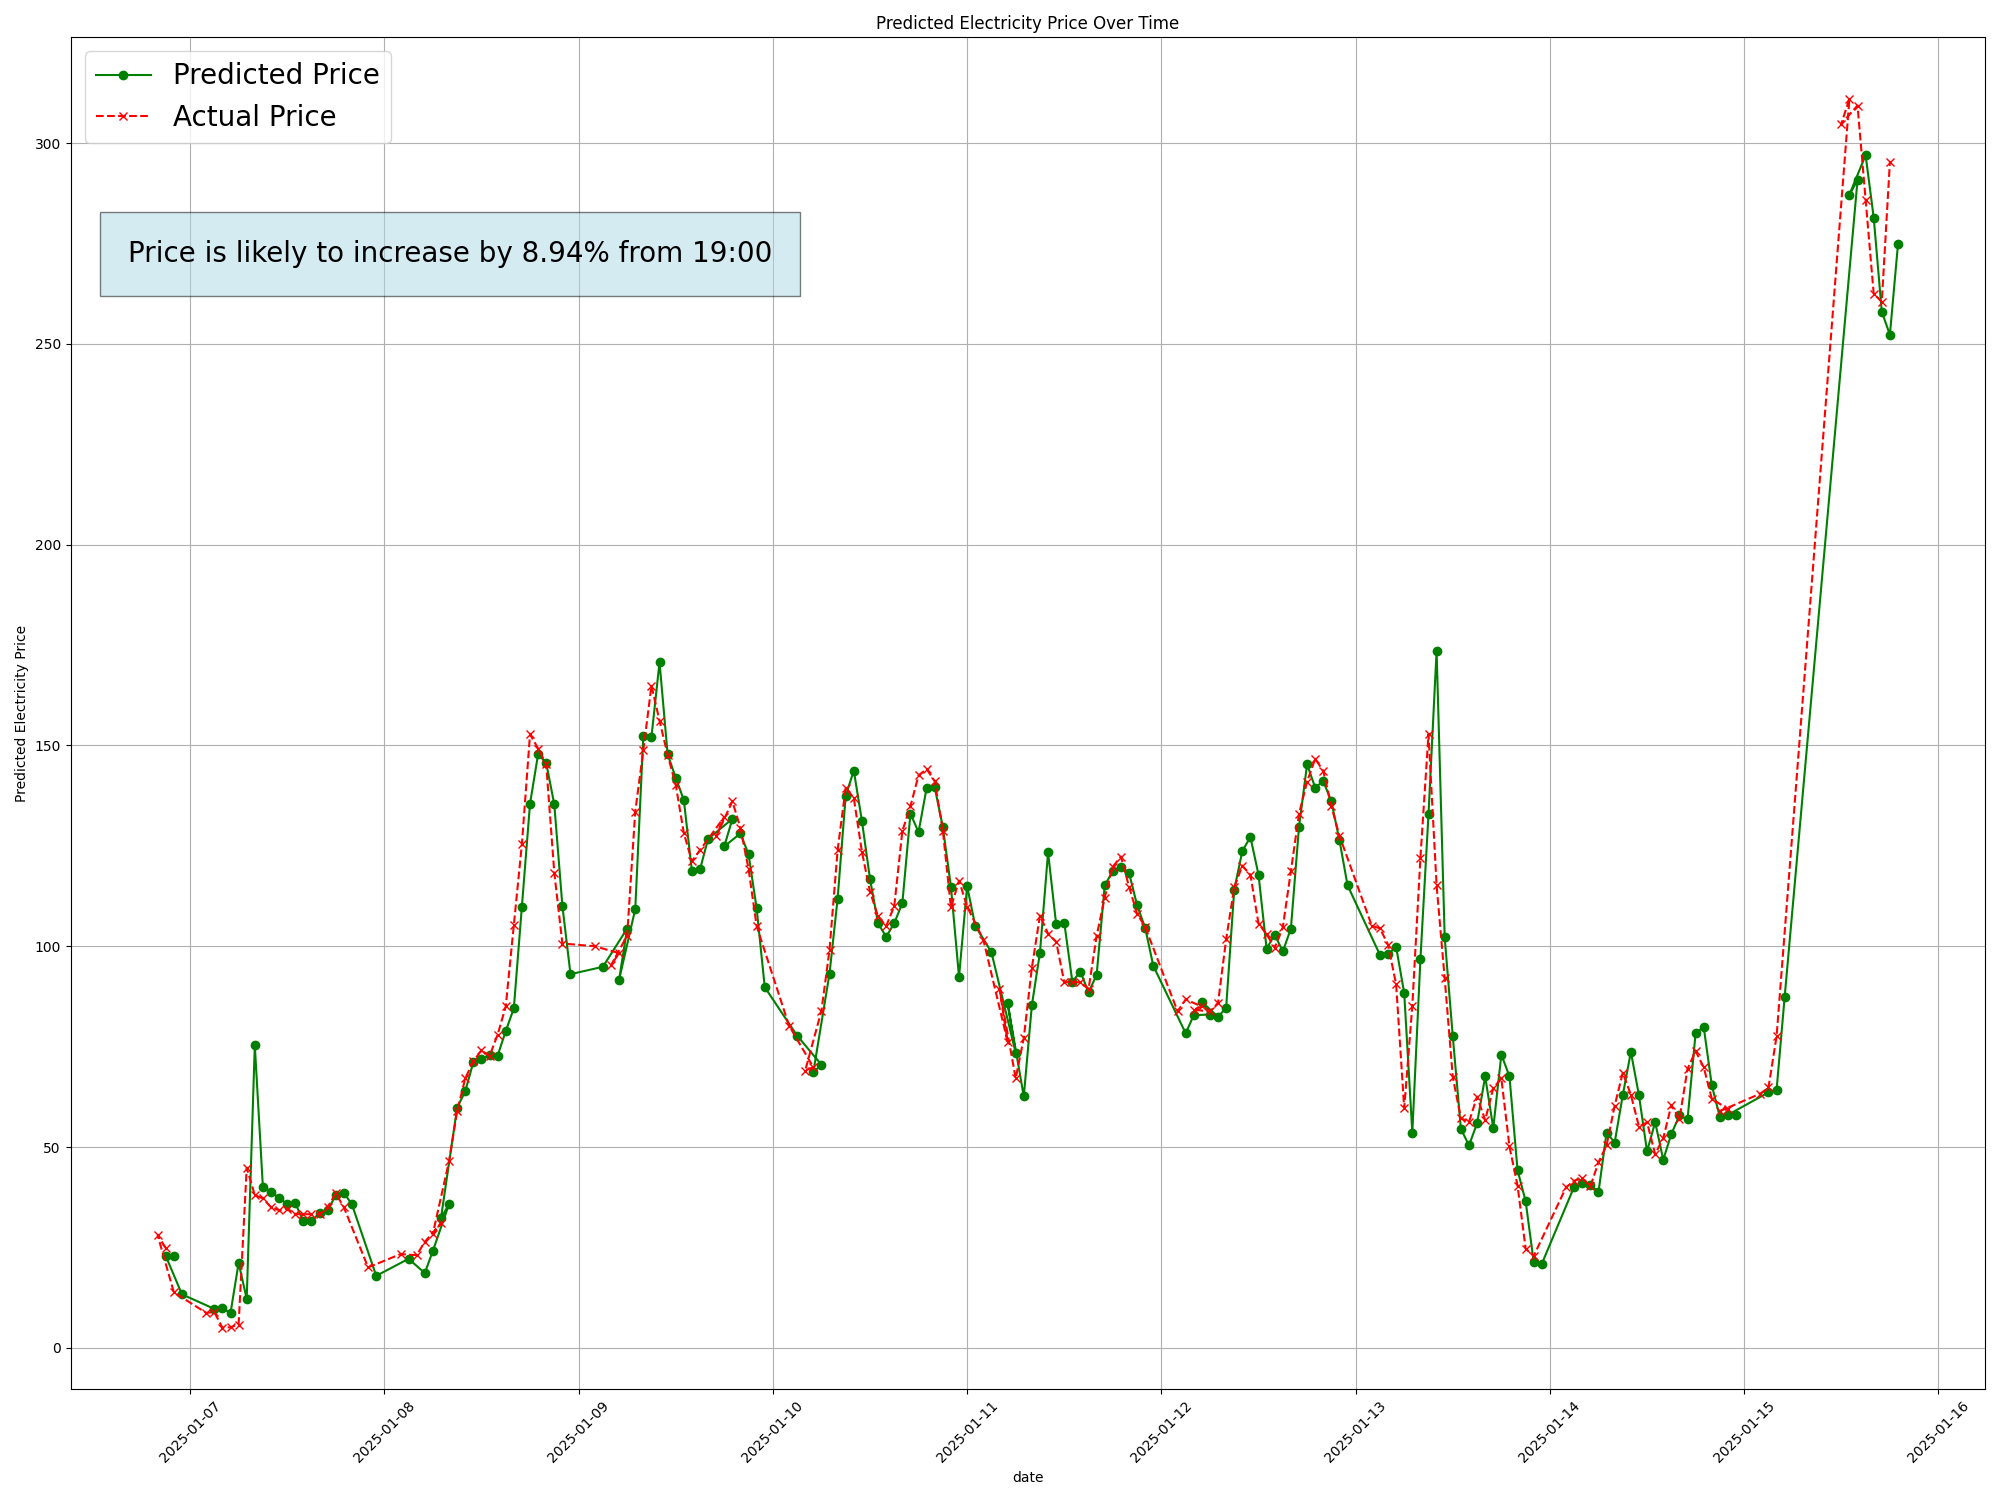 Predicted Electricity Price Over Time
Predicted Price
Actual Price
Price is likely to increase by 8.94% from 19:00
Predicted Electricity Price
300
250
200
150
100
50
0
2025-01-07
2025-01-08
2025-01-09
2025-01-10
2025-01-11
2025-01-12
2025-01-13
2025-01-14
2025-01-15
2025-01-16
date